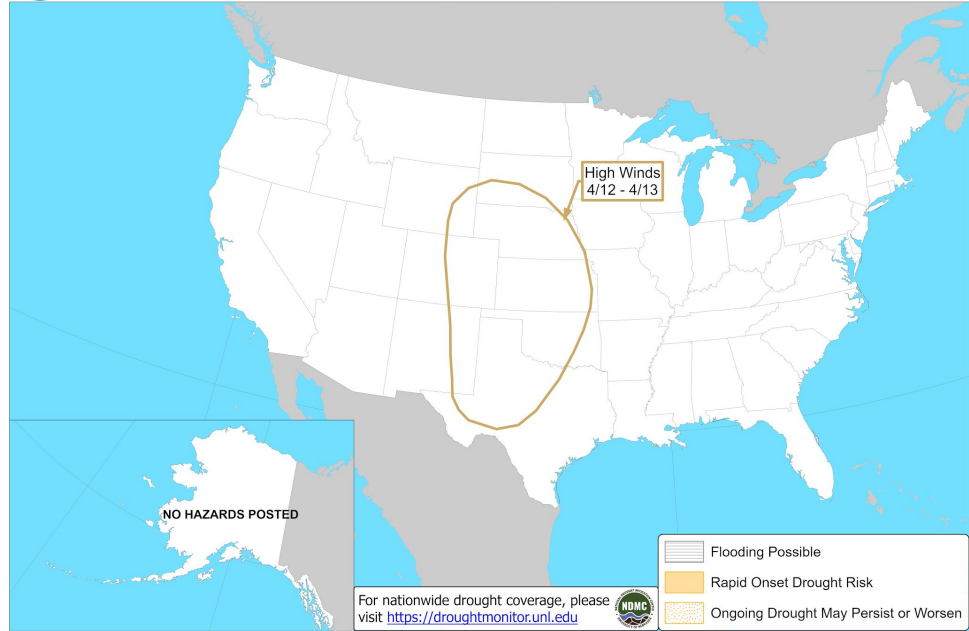 High Winds
4/12 - 4/13
NO HAZARDS POSTED
For nationwide drought coverage, please
visit https://droughtmonitor.unl.edu
NDMC
Flooding Possible
Rapid Onset Drought Risk
Ongoing Drought May Persist or Worsen